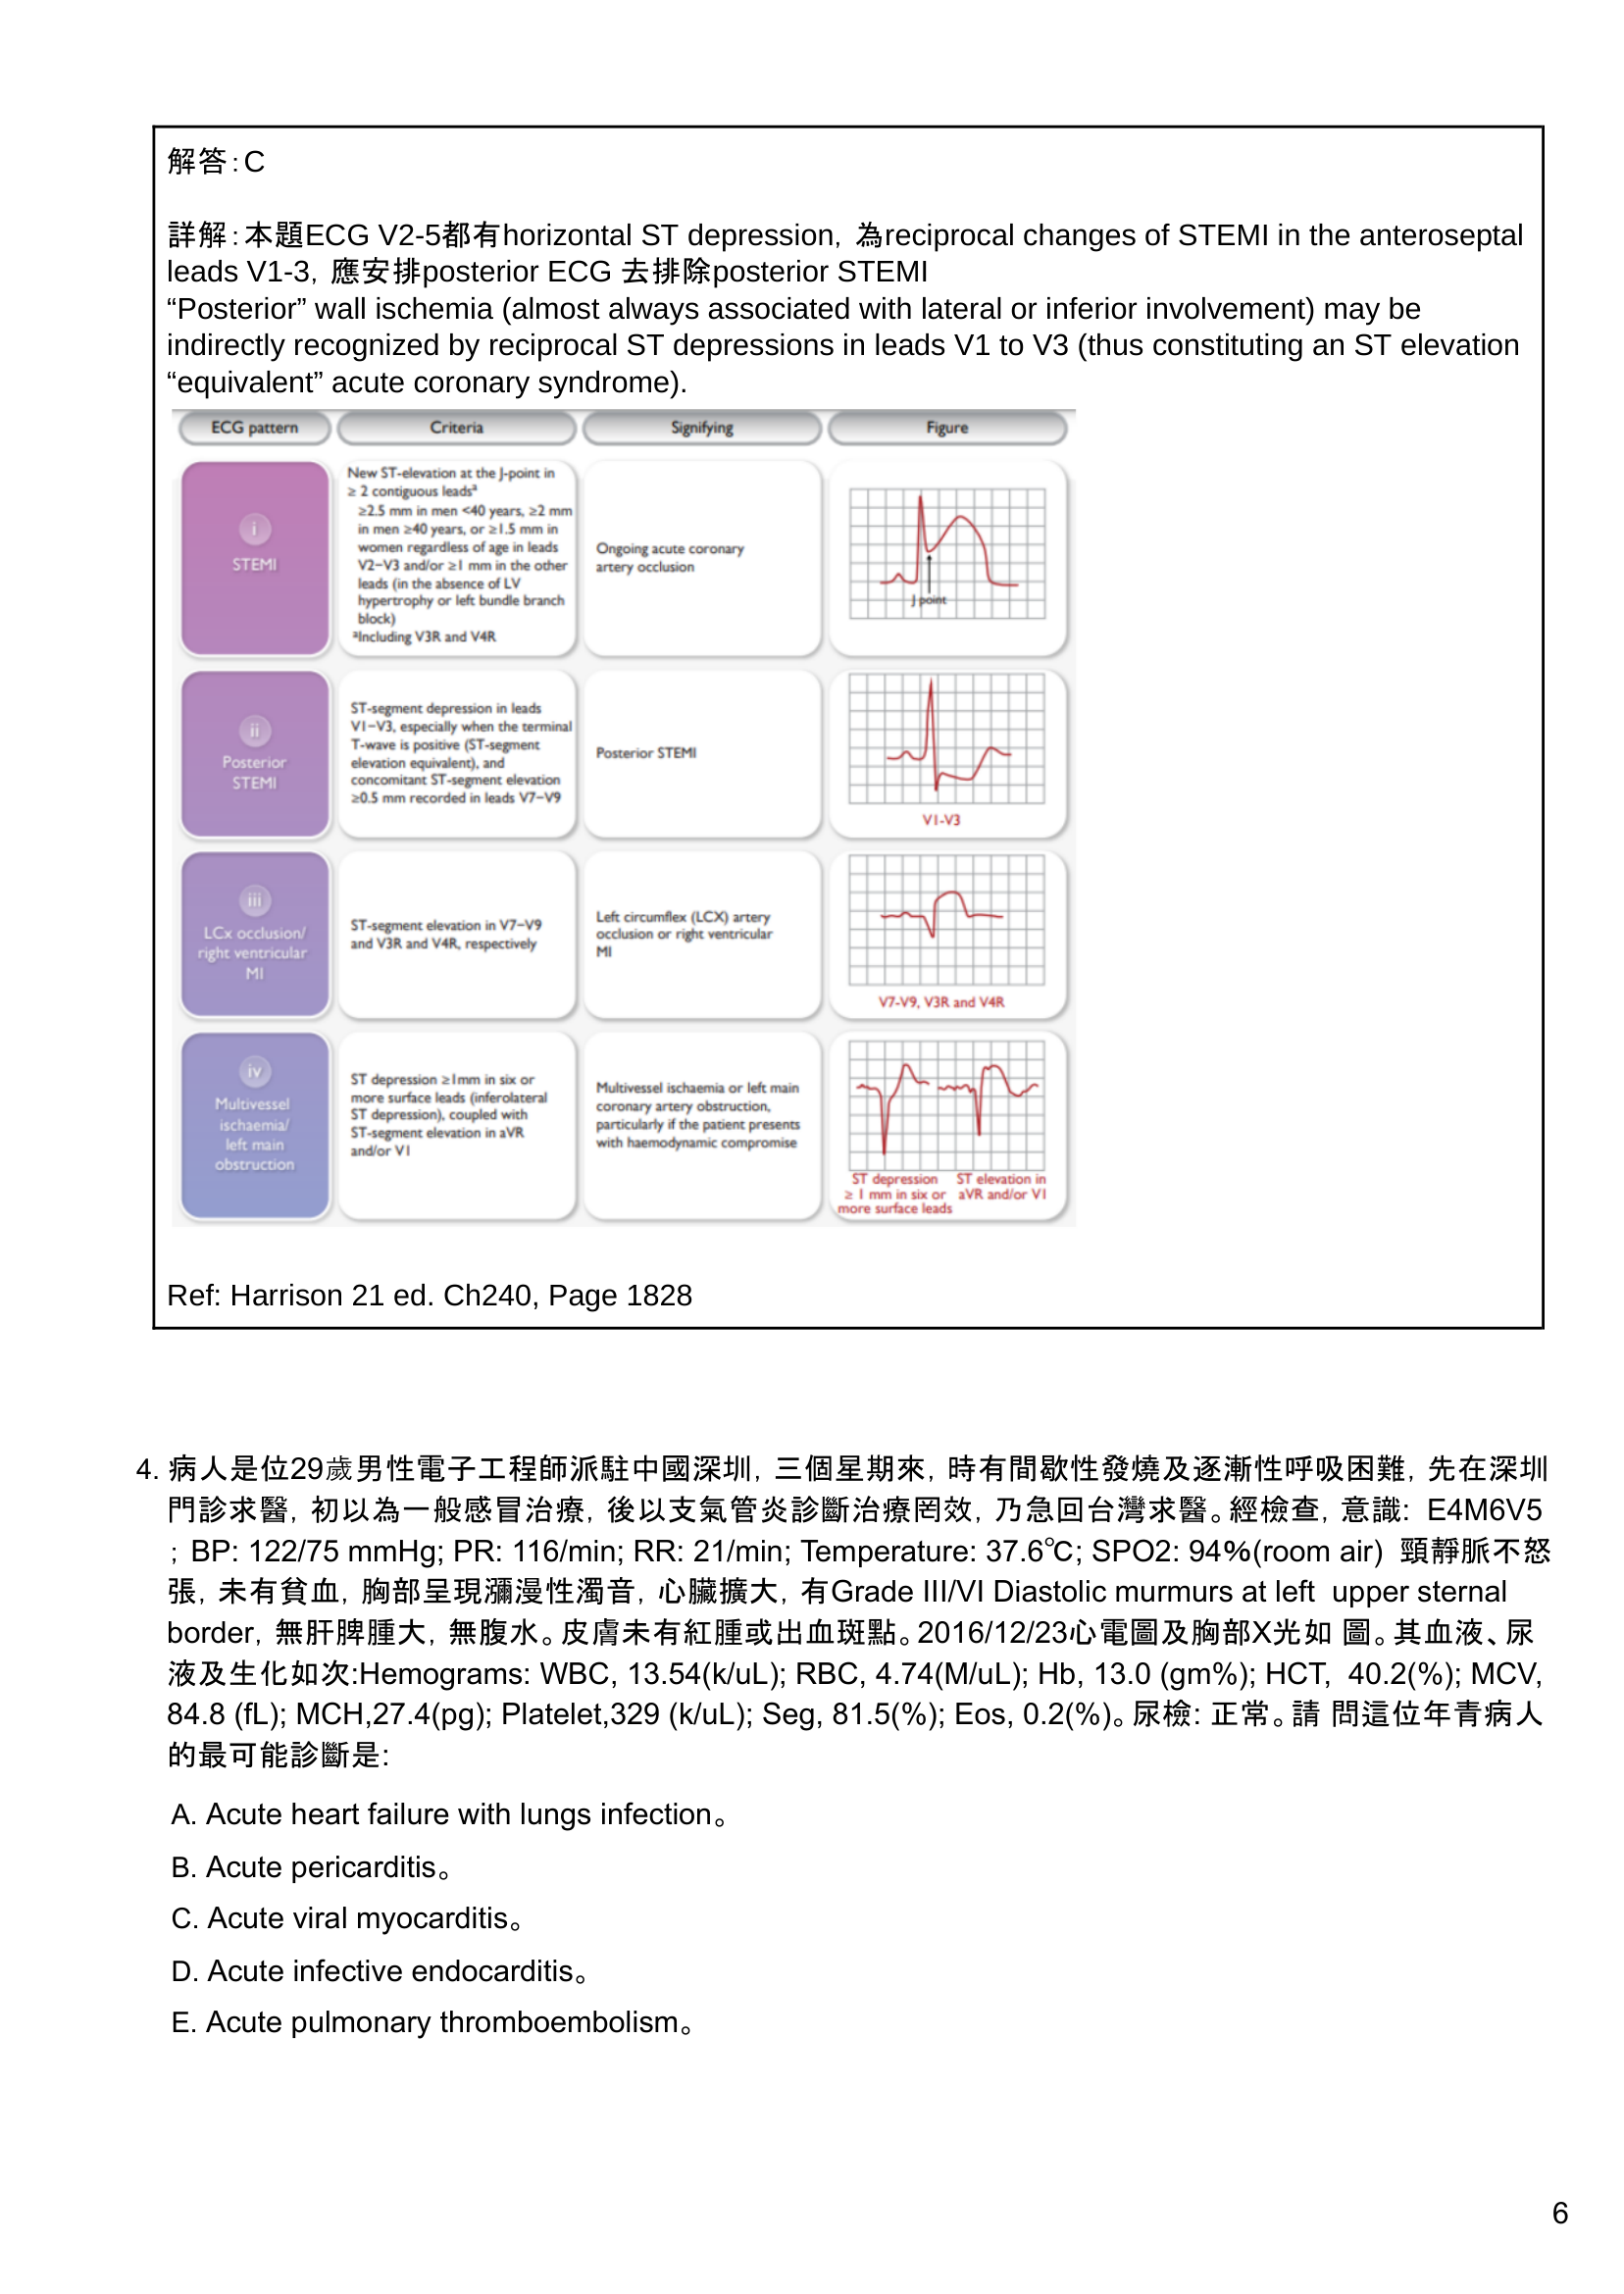 解答：C
詳解：本題ECG V2-5都有horizontal ST depression，為reciprocal changes of STEMI in the anteroseptal
leads V1-3，應安排posterior ECG 去排除posterior STEMI
“Posterior” wall ischemia (almost always associated with lateral or inferior involvement) may be
indirectly recognized by reciprocal ST depressions in leads V1 to V3 (thus constituting an ST elevation
“equivalent” acute coronary syndrome).
ECG pattern Criteria Signifying Figure
i
STEMI
New ST-elevation at the J-point in
≥ 2 contiguous leadsª
≥2.5 mm in men <40 years, ≥2 mm
in men ≥40 years, or ≥1.5 mm in
women regardless of age in leads
V2–V3 and/or ≥1 mm in the other
leads (in the absence of LV
hypertrophy or left bundle branch
block)
ªIncluding V3R and V4R
Ongoing acute coronary
artery occlusion
J point
ii
Posterior
STEMI
ST-segment depression in leads
V1–V3, especially when the terminal
T-wave is positive (ST-segment
elevation equivalent), and
concomitant ST-segment elevation
≥0.5 mm recorded in leads V7–V9
Posterior STEMI
V1-V3
iii
LCx occlusion/
right ventricular
MI
ST-segment elevation in V7–V9
and V3R and V4R, respectively
Left circumflex (LCX) artery
occlusion or right ventricular
MI
V7-V9, V3R and V4R
iv
Multivessel
ischaemia/
left main
obstruction
ST depression ≥1mm in six or
more surface leads (inferolateral
ST depression), coupled with
ST-segment elevation in aVR
and/or V1
Multivessel ischaemia or left main
coronary artery obstruction,
particularly if the patient presents
with haemodynamic compromise
ST depression
≥ 1 mm in six or
more surface leads
ST elevation in
aVR and/or V1
Ref: Harrison 21 ed. Ch240, Page 1828
4. 病人是位29歲男性電子工程師派駐中國深圳，三個星期來，時有間歇性發燒及逐漸性呼吸困難，先在深圳
門診求醫，初以為一般感冒治療，後以支氣管炎診斷治療罔效，乃急回台灣求醫。經檢查，意識：E4M6V5
；BP: 122/75 mmHg; PR: 116/min; RR: 21/min; Temperature: 37.6℃; SPO2: 94%(room air) 頸靜脈不怒
張，未有貧血，胸部呈現瀰漫性濁音，心臟擴大，有Grade III/VI Diastolic murmurs at left upper sternal
border，無肝脾腫大，無腹水。皮膚未有紅腫或出血斑點。2016/12/23心電圖及胸部X光如 圖。其血液、尿
液及生化如次:Hemograms: WBC, 13.54(k/uL); RBC, 4.74(M/uL); Hb, 13.0 (gm%); HCT, 40.2(%); MCV,
84.8 (fL); MCH,27.4(pg); Platelet,329 (k/uL); Seg, 81.5(%); Eos, 0.2(%)。尿檢: 正常。請 問這位年青病人
的最可能診斷是:
A. Acute heart failure with lungs infection。
B. Acute pericarditis。
C. Acute viral myocarditis。
D. Acute infective endocarditis。
E. Acute pulmonary thromboembolism。
6